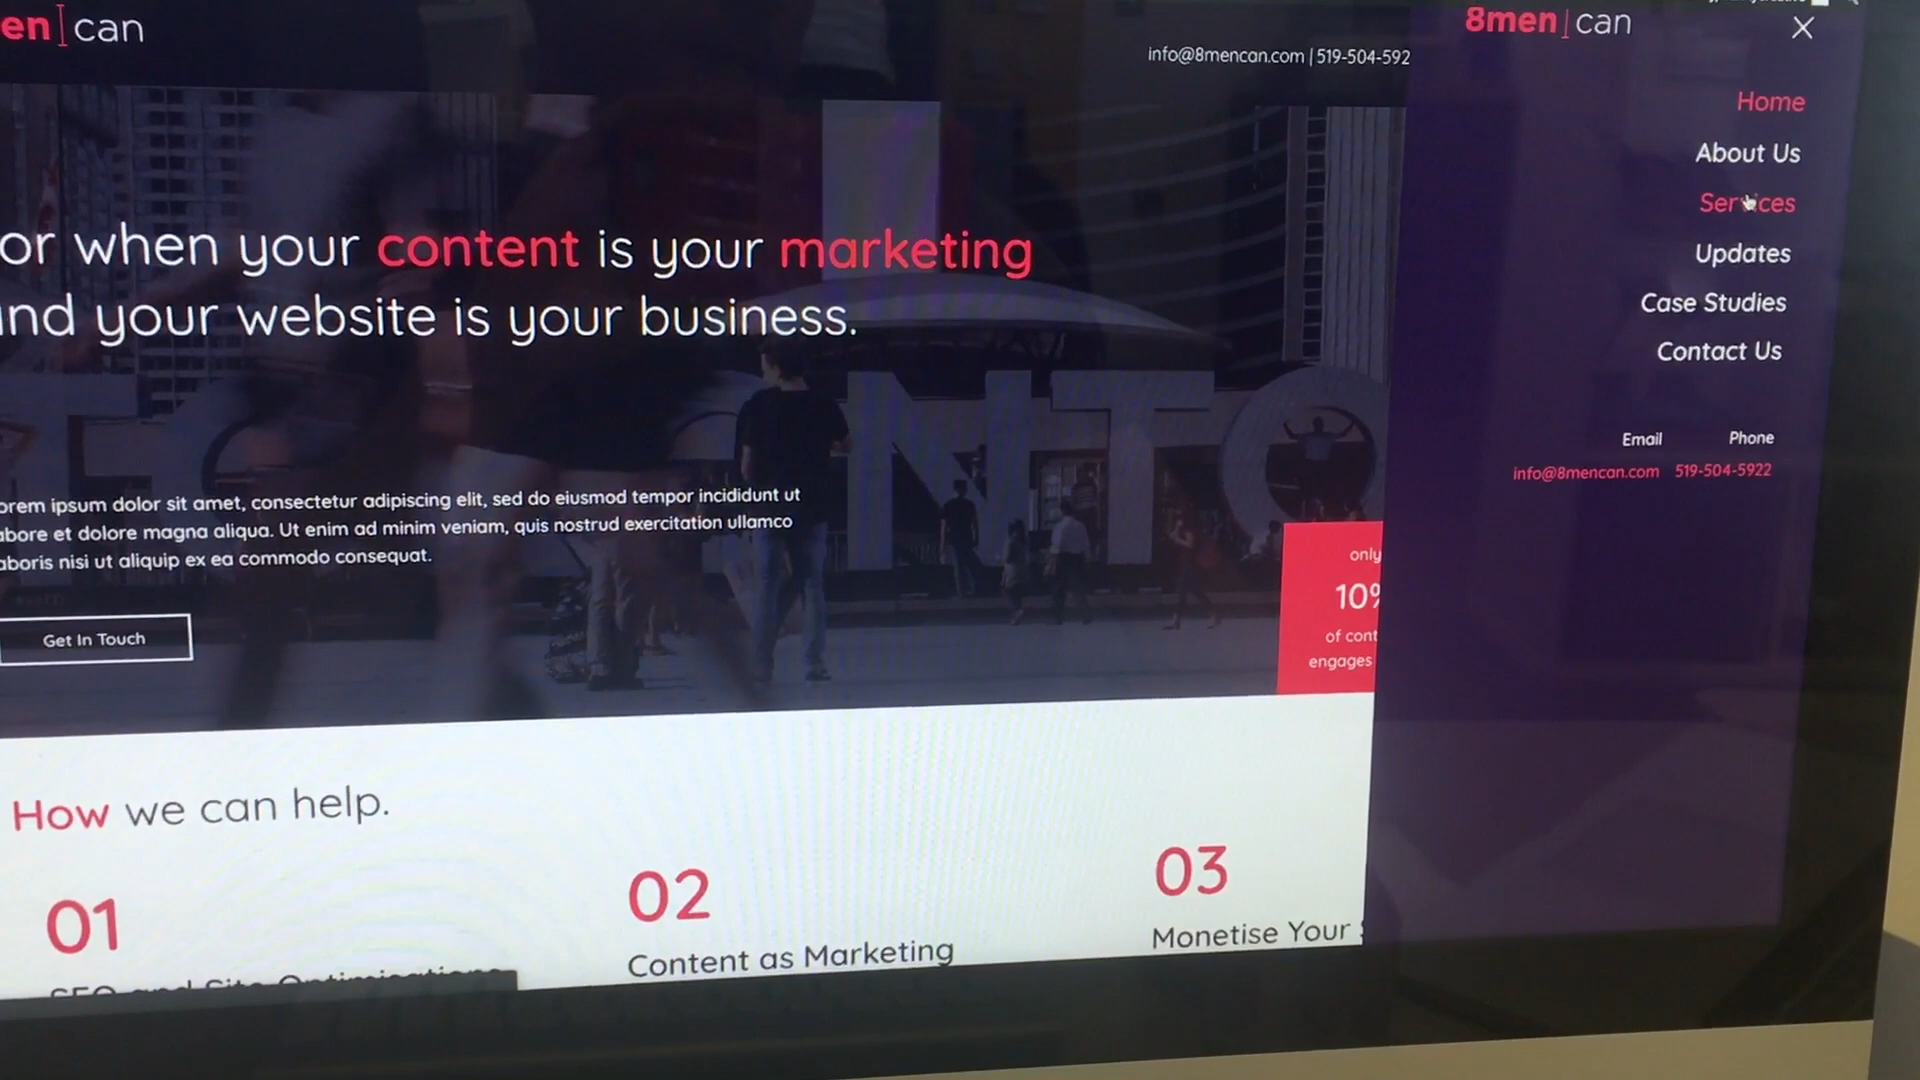 en|can
info@8mencan.com | 519-504-592
or when your content is your marketing
nd your website is your business.
NTO
orem ipsum dolor sit amet, consectetur adipiscing elit, sed do eiusmod tempor incididunt ut
abore et dolore magna aliqua. Ut enim ad minim veniam, quis nostrud exercitation ullamco
aboris nisi ut aliquip ex ea commodo consequat.
Get In Touch
only
10%
of cont
engages
How we can help.
01
SEO and Site Optimisations
02
Content as Marketing
03
Monetise Your
8men|can
Home
About Us
Services
Updates
Case Studies
Contact Us
Email Phone
info@8mencan.com 519-504-5922